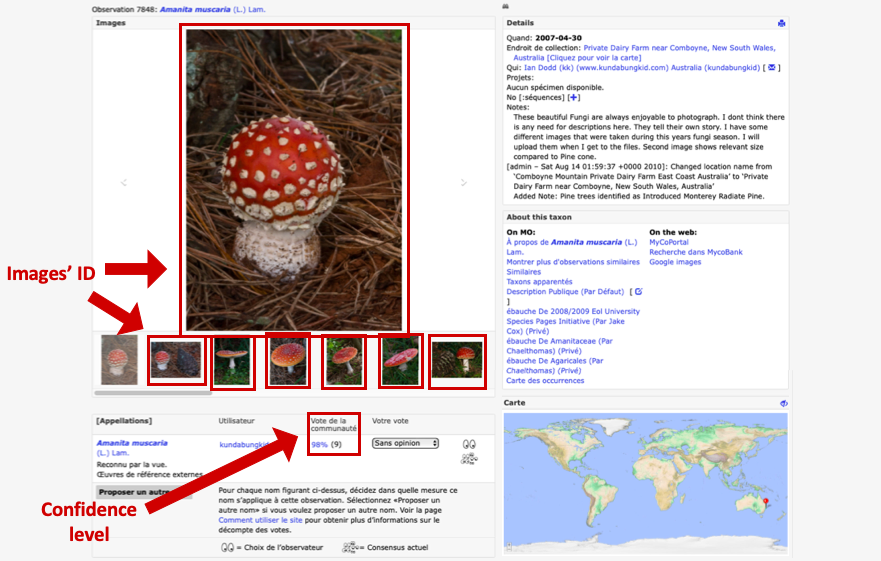 Observation 7848: Amanita muscaria (L.) Lam.
Images
Images' ID
[Appellations]
Utilisateur
Vote de la
communauté
Votre vote
Amanita muscaria
(L.) Lam.
kundabungkid
98% (9)
Sans opinion
Reconnu par la vue.
Œuvres de référence externes
Proposer un autre
Pour chaque nom figurant ci-dessus, décidez dans quelle mesure ce
nom s'applique à cette observation. Sélectionnez «Proposer un
autre nom» si vous voulez proposer un autre nom. Voir la page
Comment utiliser le site pour obtenir plus d'informations sur le
décompte des votes.
= Choix de l'observateur
= Consensus actuel
Confidence
level
Details
Quand: 2007-04-30
Endroit de collection: Private Dairy Farm near Comboyne, New South Wales,
Australia [Cliquez pour voir la carte]
Qui: Ian Dodd (kk) (www.kundabungkid.com) Australia (kundabungkid) [ ]
Projets:
Aucun spécimen disponible.
No [:séquences] [+]
Notes:
These beautiful Fungi are always enjoyable to photograph. I dont think there
is any need for descriptions here. They tell their own story. I have some
different images that were taken during this years fungi season. I will
upload them when I get to the files. Second image shows relevant size
compared to Pine cone.
[admin – Sat Aug 14 01:59:37 +0000 2010]: Changed location name from
'Comboyne Mountain Private Dairy Farm East Coast Australia' to 'Private
Dairy Farm near Comboyne, New South Wales, Australia'
Added Note: Pine trees identified as Introduced Monterey Radiate Pine.
About this taxon
On MO:
À propos de Amanita muscaria (L.)
Lam.
Montrer plus d'observations similaires
Similaires
Taxons apparentés
Description Publique (Par Défaut) [
]
ébauche De 2008/2009 Eol University
Species Pages Initiative (Par Jake
Cox) (Privé)
ébauche De Amanitaceae (Par
Chaelthomas) (Privé)
ébauche De Agaricales (Par
Chaelthomas) (Privé)
Carte des occurrences
On the web:
MyCoPortal
Recherche dans MycoBank
Google images
Carte